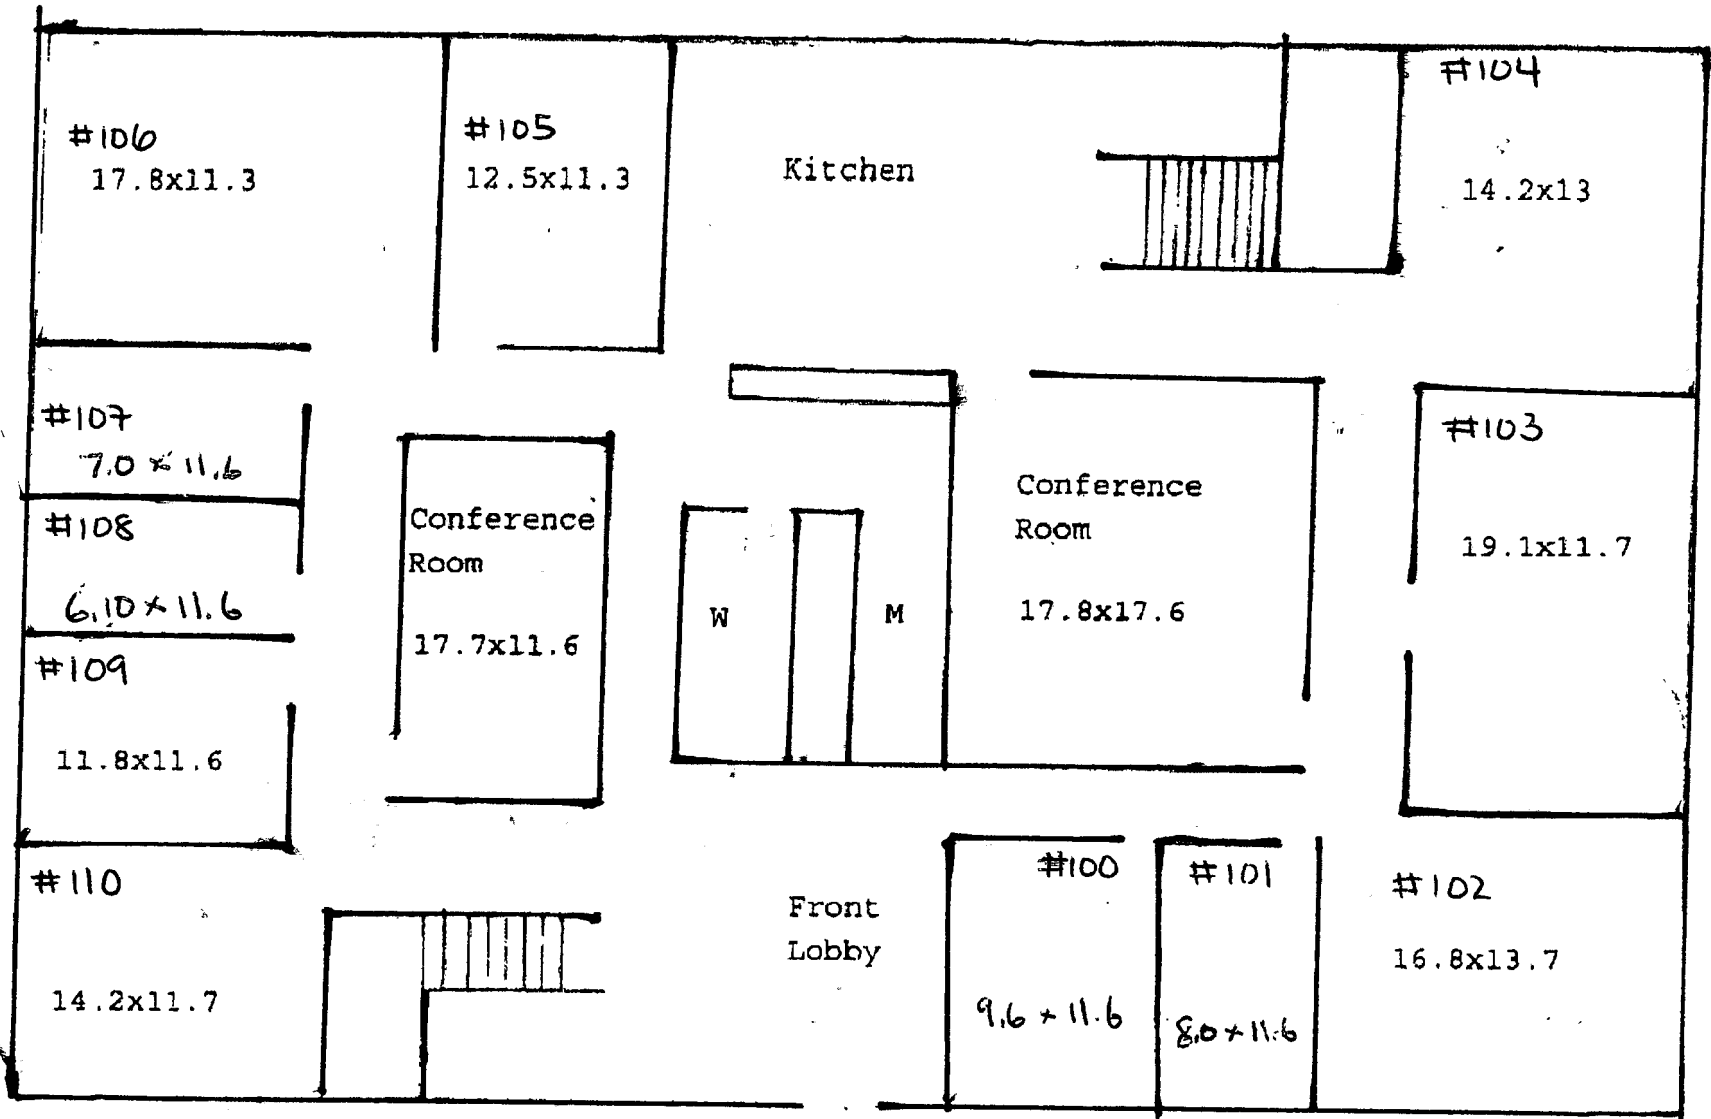 #106
17.8x11.3
#105
12.5x11.3
Kitchen
#104
14.2x13
#107
7.0 x 11.6
#108
6.10 x 11.6
#109
11.8x11.6
#110
14.2x11.7
Conference
Room
17.7x11.6
W
M
Conference
Room
17.8x17.6
#103
19.1x11.7
Front
Lobby
#100
9.6 x 11.6
#101
8.0 x 11.6
#102
16.8x13.7